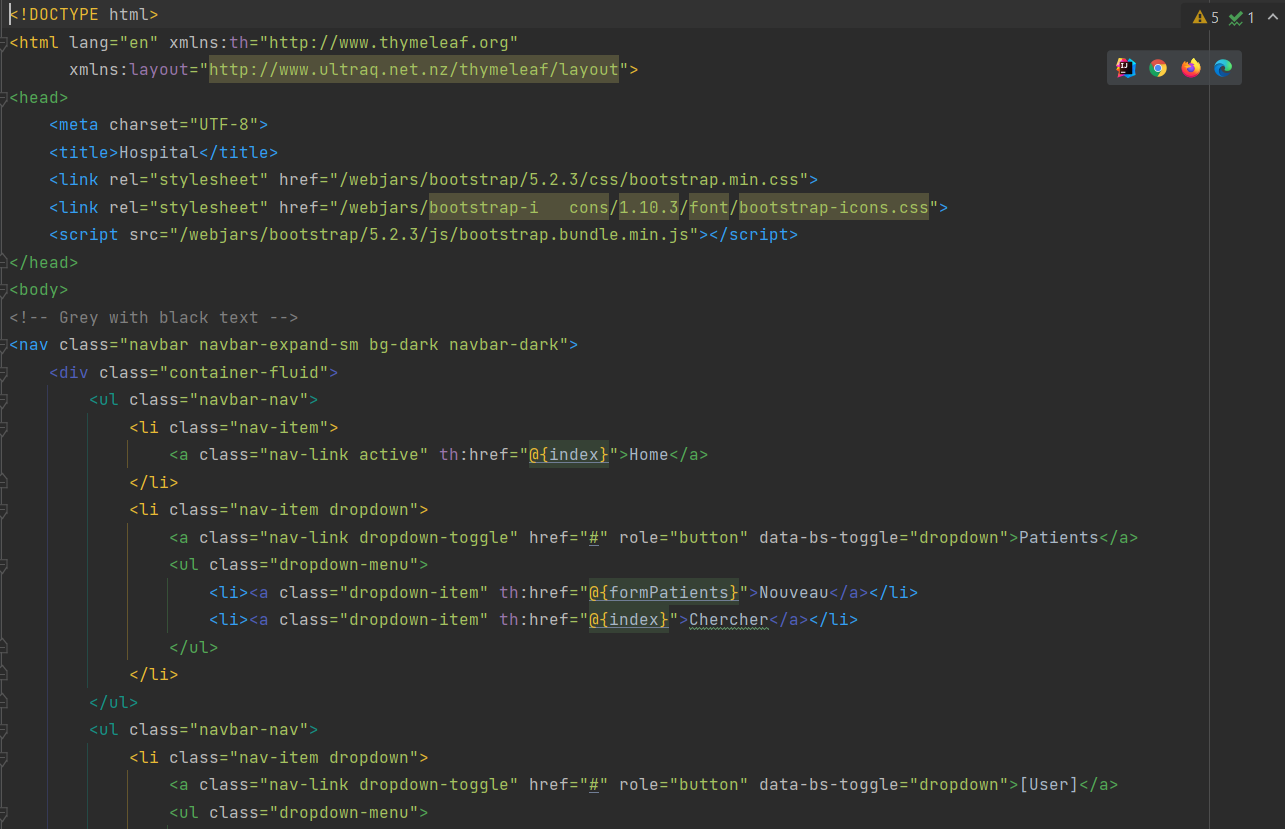 <!DOCTYPE html>
5 1
<html lang="en" xmlns:th="http://www.thymeleaf.org"
      xmlns:layout="http://www.ultraq.net.nz/thymeleaf/layout">
<head>
    <meta charset="UTF-8">
    <title>Hospital</title>
    <link rel="stylesheet" href="/webjars/bootstrap/5.2.3/css/bootstrap.min.css">
    <link rel="stylesheet" href="/webjars/bootstrap-i   cons/1.10.3/font/bootstrap-icons.css">
    <script src="/webjars/bootstrap/5.2.3/js/bootstrap.bundle.min.js"></script>
</head>
<body>
<!-- Grey with black text -->
<nav class="navbar navbar-expand-sm bg-dark navbar-dark">
    <div class="container-fluid">
        <ul class="navbar-nav">
            <li class="nav-item">
                <a class="nav-link active" th:href="@{index}">Home</a>
            </li>
            <li class="nav-item dropdown">
                <a class="nav-link dropdown-toggle" href="#" role="button" data-bs-toggle="dropdown">Patients</a>
                <ul class="dropdown-menu">
                    <li><a class="dropdown-item" th:href="@{formPatients}">Nouveau</a></li>
                    <li><a class="dropdown-item" th:href="@{index}">Chercher</a></li>
                </ul>
            </li>
        </ul>
        <ul class="navbar-nav">
            <li class="nav-item dropdown">
                <a class="nav-link dropdown-toggle" href="#" role="button" data-bs-toggle="dropdown">[User]</a>
                <ul class="dropdown-menu">